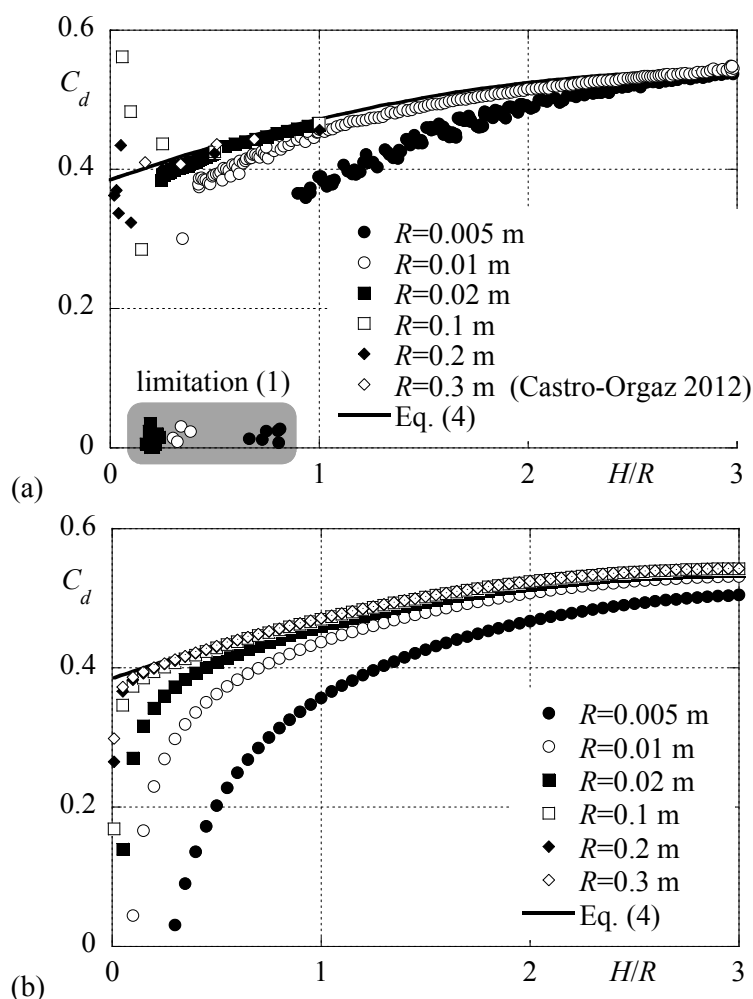 0.6
C_d
0.4
0.2
0
R=0.005 m
R=0.01 m
R=0.02 m
R=0.1 m
R=0.2 m
R=0.3 m (Castro-Orgaz 2012)
Eq. (4)
limitation (1)
0 1 2 H/R 3
(a)
0.6
C_d
0.4
0.2
0
R=0.005 m
R=0.01 m
R=0.02 m
R=0.1 m
R=0.2 m
R=0.3 m
Eq. (4)
0 1 2 H/R 3
(b)